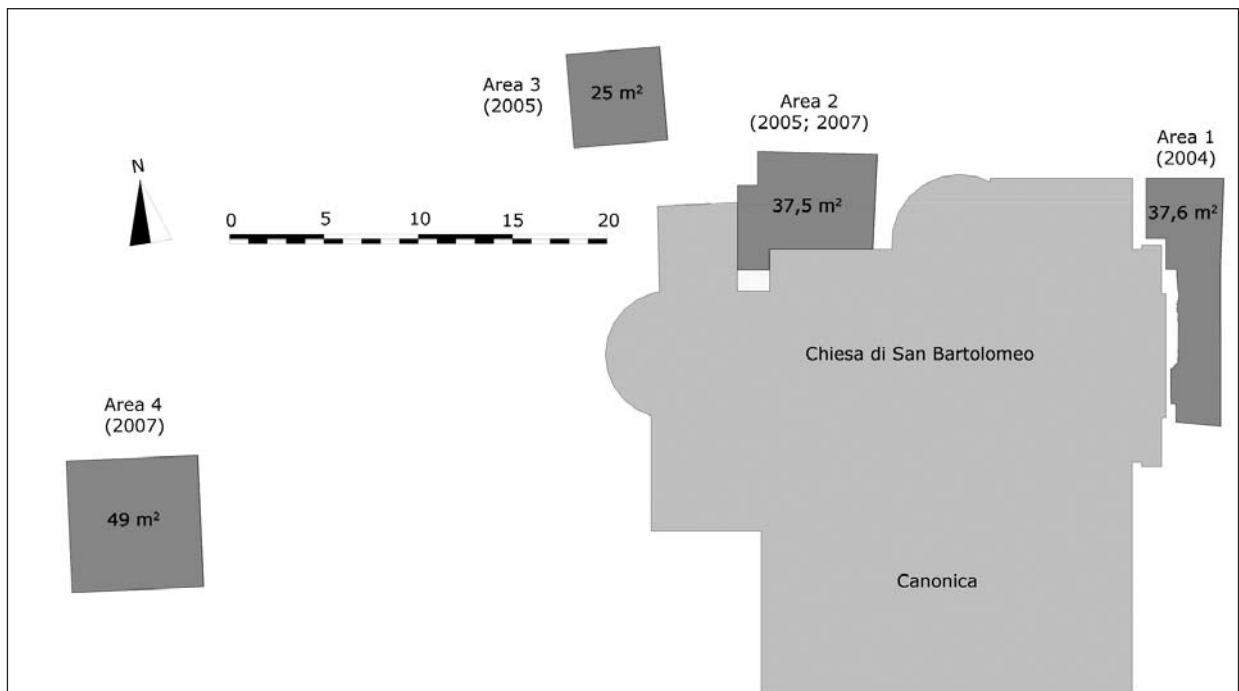 Area 3
(2005)
25 m²
Area 2
(2005; 2007)
37,5 m²
Area 1
(2004)
37,6 m²
N
0 5 10 15 20
Chiesa di San Bartolomeo
Area 4
(2007)
49 m²
Canonica